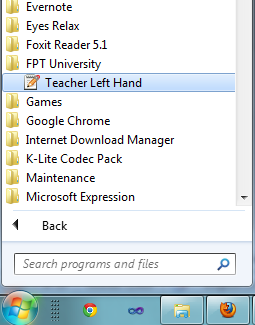 Evernote
Eyes Relax
Foxit Reader 5.1
FPT University
Teacher Left Hand
Games
Google Chrome
Internet Download Manager
K-Lite Codec Pack
Maintenance
Microsoft Expression
Back
Search programs and files